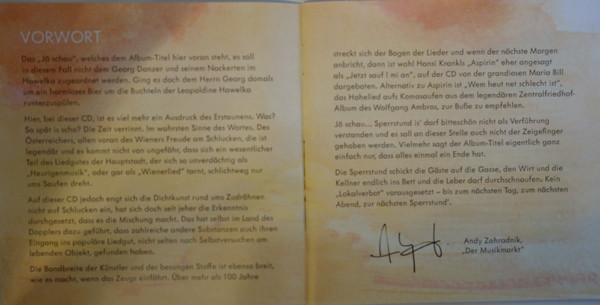 VORWORT
Das „Jö schau", welches dem Album-Titel hier voran steht, es soll
in diesem Fall nicht dem Georg Danzer und seinem Nackerten im
Hawelka zugeordnet werden. Ging es doch dem Herrn Georg damals
um ein harmloses Bier um die Buchteln der Leopoldine Hawelka
runterzuspülen.
Hier, bei dieser CD, ist es viel mehr ein Ausdruck des Erstaunens. Was?
So spät is scho? Die Zeit verrinnt. Im wahrsten Sinne des Wortes. Des
Österreichers, allen voran des Wieners Freude am Schlucken, die ist
legendär und es kommt nicht von ungefähr, dass sich ein wesentlicher
Teil des Liedgutes der Hauptstadt, der sich so unverdächtig als
„Heurigenmusik", oder gar als „Wienerlied" tarnt, schlichtweg nur
ums Saufen dreht.
Auf dieser CD jedoch engt sich die Dichtkunst rund ums Zudröhnen
nicht auf Schlucken ein, hat sich doch seit jeher die Erkenntnis
durchgesetzt, dass es die Mischung macht. Das hat selbst im Land des
Dopplers dazu geführt, dass zahlreiche andere Substanzen auch ihren
Eingang ins populäre Liedgut, nicht selten nach Selbstversuchen am
lebenden Objekt, gefunden haben.
Die Bandbreite der Künstler und der besungen Stoffe ist ebenso breit,
wie es macht, wenn das Zeugs einfährt. Über mehr als 100 Jahre
streckt sich der Bogen der Lieder und wenn der nächste Morgen
anbricht, dann ist wohl Hansi Krankls „Aspirin" eher angesagt
als „Jetzt sauf I mi an", auf der CD von der grandiosen Maria Bill
dargeboten. Alternativ zu Aspirin ist „Wem heut net schlecht ist",
das Hohelied aufs Komasaufen aus dem legendären Zentralfriedhof-
Album des Wolfgang Ambros, zur Buße zu empfehlen.
Jö schau... Sperrstund is' darf bitteschön nicht als Verführung
verstanden und es soll an dieser Stelle auch nicht der Zeigefinger
gehoben werden. Vielmehr sagt der Album-Titel eigentlich ganz
einfach nur, dass alles einmal ein Ende hat.
Die Sperrstund schickt die Gäste auf die Gasse, den Wirt und die
Kellner endlich ins Bett und die Leber darf durchschnaufen. Kein
„Lokalverbot" vorausgesetzt – bis zum nächsten Tag, zum nächsten
Abend, zur nächsten Sperrstund'.
Andy Zahradnik,
„Der Musikmarkt"